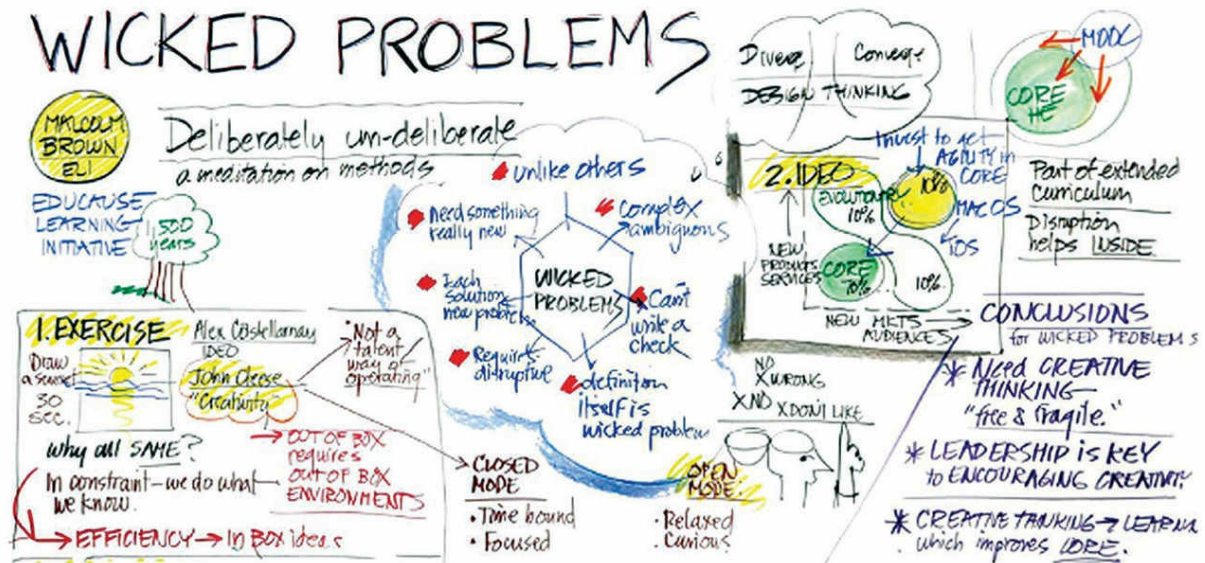 WICKED PROBLEMS
MALCOLM
BROWN
ELI
EDUCAUSE
LEARNING
INITIATIVE
Deliberately un-deliberate
a meditation on methods
1,500
years
1. EXERCISE
Draw
a sunset
30
sec.
Alex Castellarnau
IDEO
John Cleese
"Creativity"
"Not a
talent
way of
operating"
why all SAME?
In constraint-we do what
we know.
OUT OF BOX
requires
OUT OF BOX
ENVIRONMENTS
EFFICIENCY → IN BOX ideas
WICKED
PROBLEMS
Unlike others
Complex
ambiguous
Can't
write a
check
definition
itself is
wicked problem
Requires
disruptive
Each
solution
new problem
Need something
really new
CLOSED
MODE
• Time bound
• Focused
OPEN
MODE
• Relaxed
• Curious
NO
X WRONG
X NO X DON'T LIKE
Diverge
Converge
DESIGN THINKING
2. IDEO
Invest to get
AGILITY in
CORE
EVOLUTIONARY
10%
10%
MAC OS
iOS
CORE
70%
10%
NEW
PRODUCTS
SERVICES
NEW MKTS
AUDIENCES
MOOC
CORE
HE
Part of extended
Curriculum
Disruption
helps INSIDE.
CONCLUSIONS
for WICKED PROBLEMS
* Need CREATIVE
THINKING-
"free & fragile."
* LEADERSHIP is KEY
to ENCOURAGING CREATIVITY
* CREATIVE → LEARN
which improves CORE.